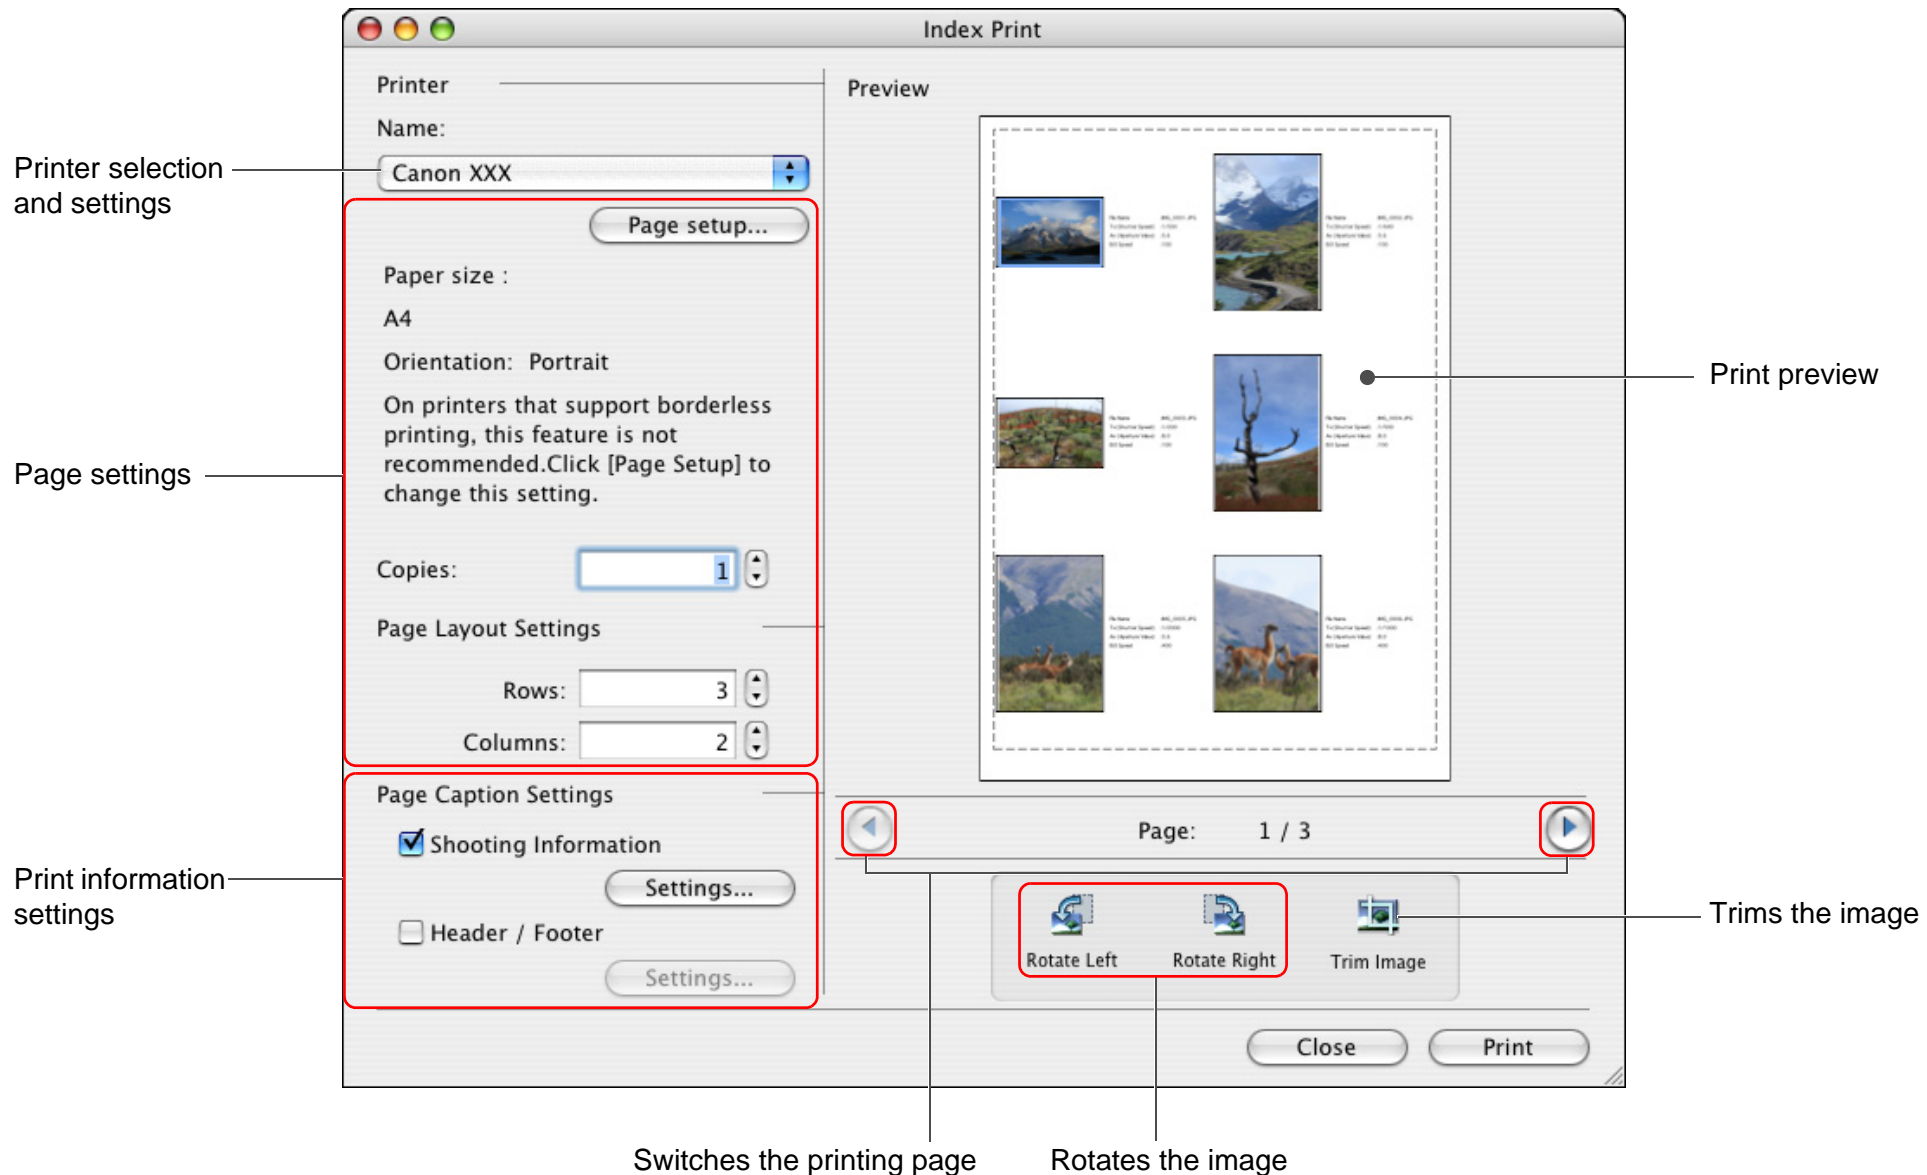 Index Print
Printer
Name:
Canon XXX
Page setup...
Paper size :
A4
Orientation: Portrait
On printers that support borderless
printing, this feature is not
recommended.Click [Page Setup] to
change this setting.
Copies: 1
Page Layout Settings
Rows: 3
Columns: 2
Page Caption Settings
Shooting Information
Settings...
Header / Footer
Settings...
Preview
Page: 1 / 3
Rotate Left
Rotate Right
Trim Image
Close
Print
Printer selection
and settings
Page settings
Print information
settings
Print preview
Trims the image
Switches the printing page
Rotates the image